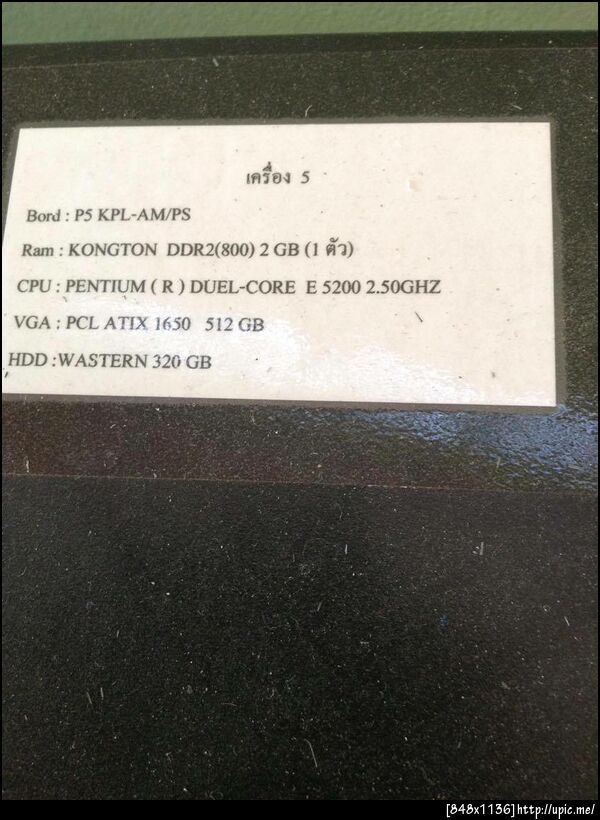 เครื่อง 5
Bord : P5 KPL-AM/PS
Ram : KONGTON DDR2(800) 2 GB (1 ตัว)
CPU : PENTIUM ( R ) DUEL-CORE E 5200 2.50GHZ
VGA : PCL ATIX 1650 512 GB
HDD :WASTERN 320 GB
[848x1136]http://upic.me/